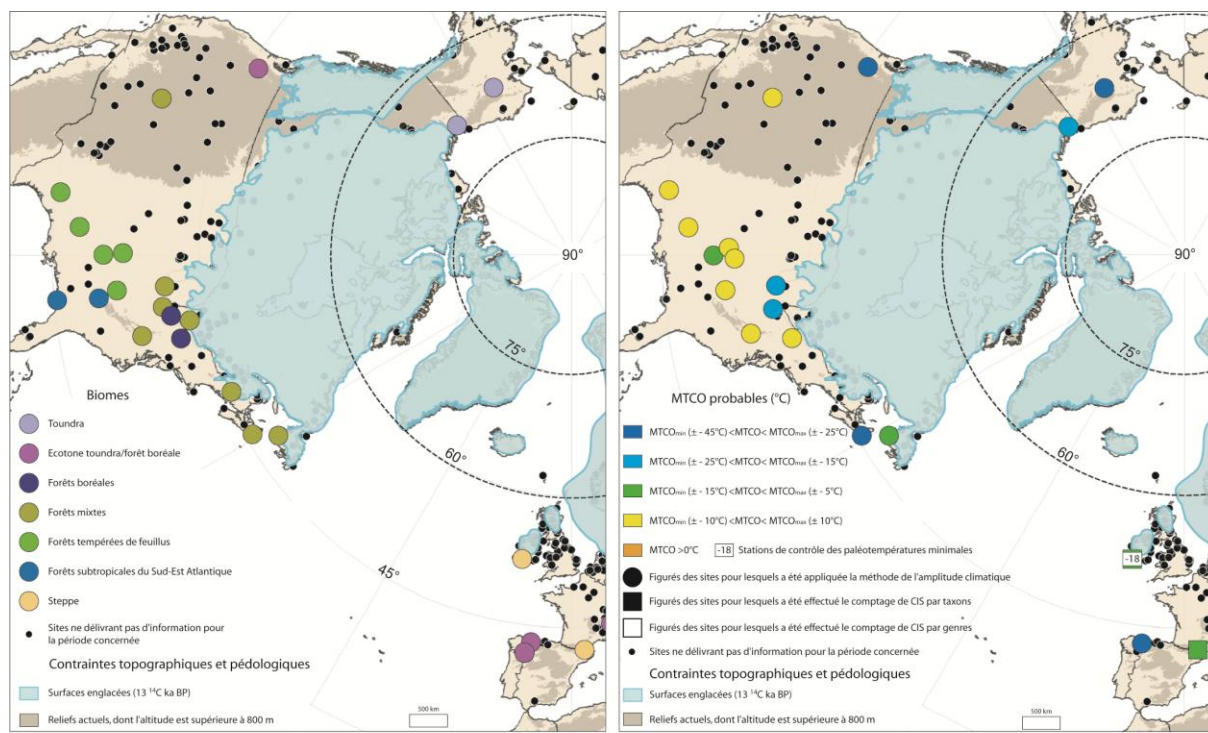 90°
75°
60°
45°
Biomes
Toundra
Ecotone toundra/forêt boréale
Forêts boréales
Forêts mixtes
Forêts tempérées de feuillus
Forêts subtropicales du Sud-Est Atlantique
Steppe
Sites ne délivrant pas d'information pour
la période concernée
Contraintes topographiques et pédologiques
Surfaces englacées (13 ¹⁴C ka BP)
Reliefs actuels, dont l'altitude est supérieure à 800 m
500 km
90°
75°
60°
MTCO probables (°C)
MTCOmin (± - 45°C) <MTCO< MTCOmax (± - 25°C)
MTCOmin (± - 25°C) <MTCO< MTCOmax (± - 15°C)
MTCOmin (± - 15°C) <MTCO< MTCOmax (± - 5°C)
MTCOmin (± - 10°C) <MTCO< MTCOmax (± 10°C)
MTCO >0°C -18 Stations de contrôle des paléotempératures minimales
Figurés des sites pour lesquels a été appliquée la méthode de l'amplitude climatique
Figurés des sites pour lesquels a été effectué le comptage de CIS par taxons
Figurés des sites pour lesquels a été effectué le comptage de CIS par genres
Sites ne délivrant pas d'information pour la période concernée
Contraintes topographiques et pédologiques
Surfaces englacées (13 ¹⁴C ka BP)
Reliefs actuels, dont l'altitude est supérieure à 800 m
500 km
-18